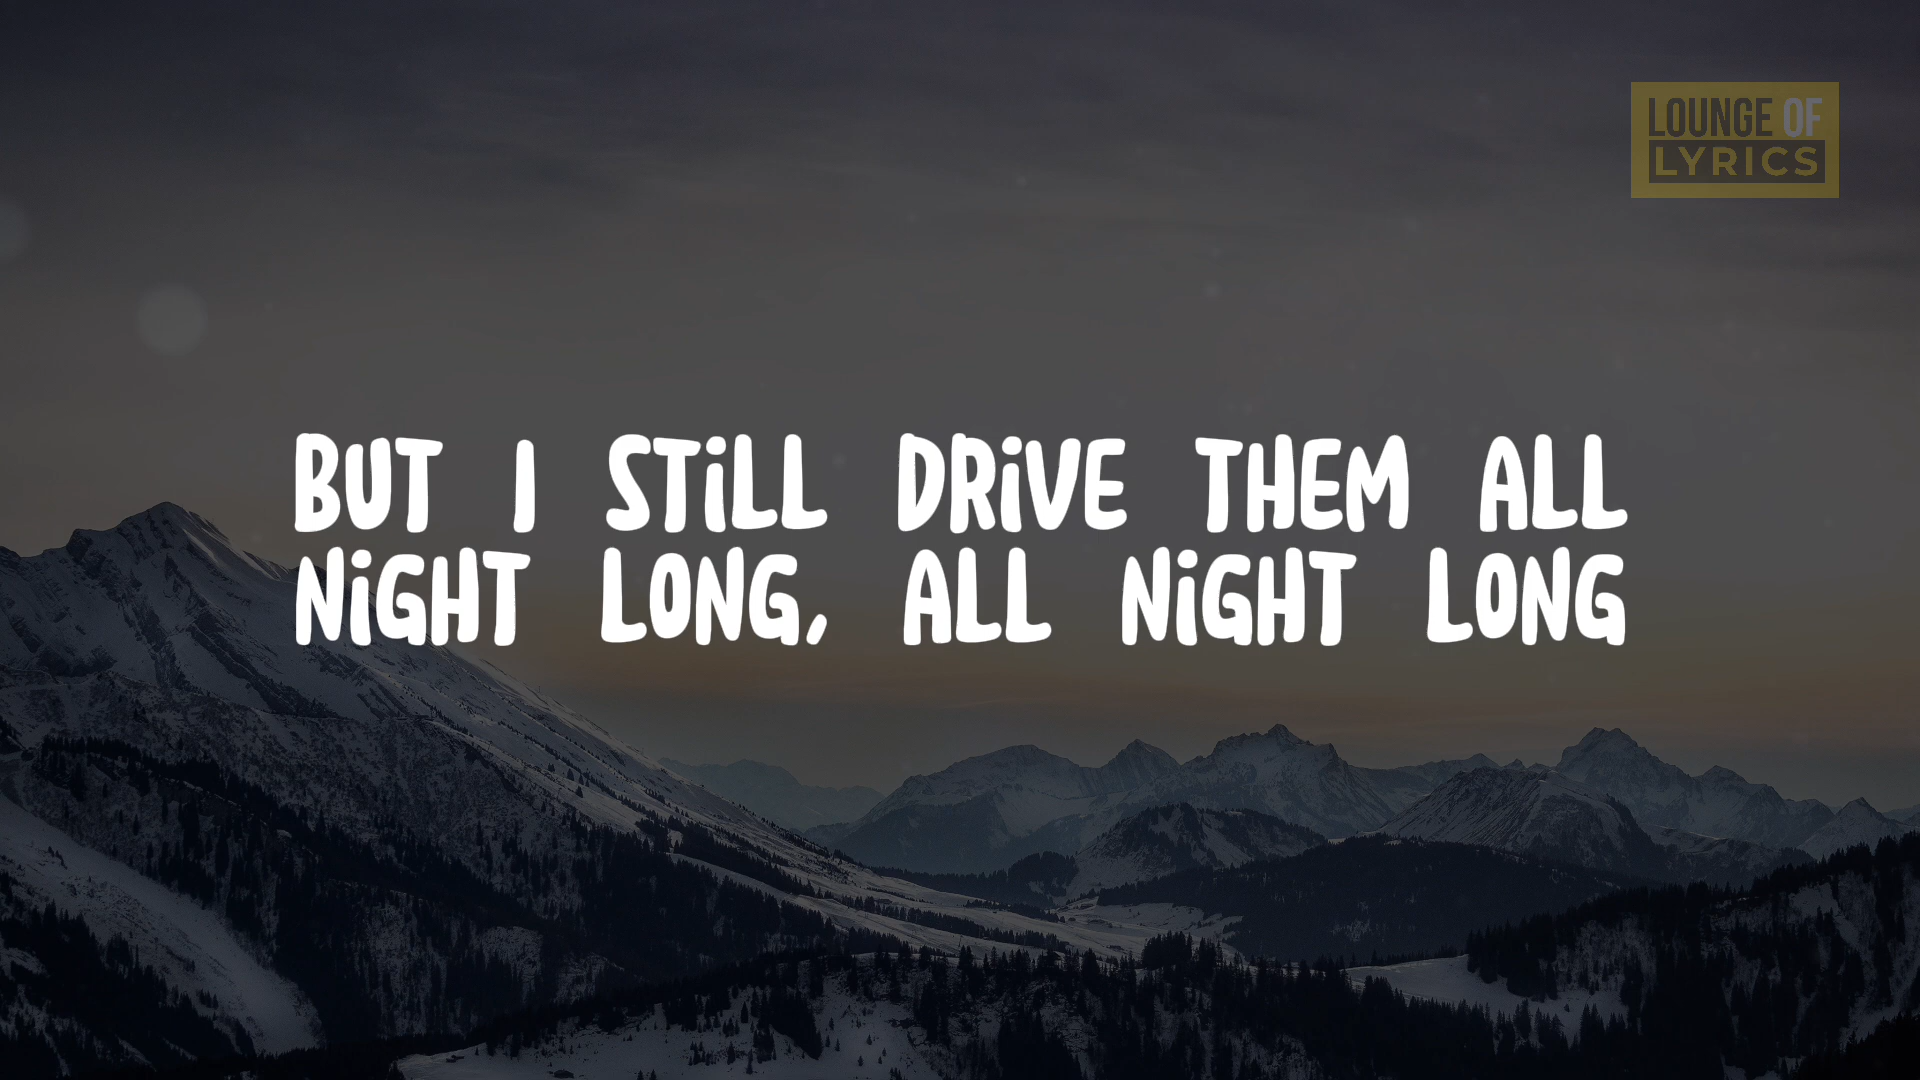 LOUNGE OF
LYRICS
BUT I STiLL DRiVE THEM ALL
NiGHT LONG, ALL NiGHT LONG